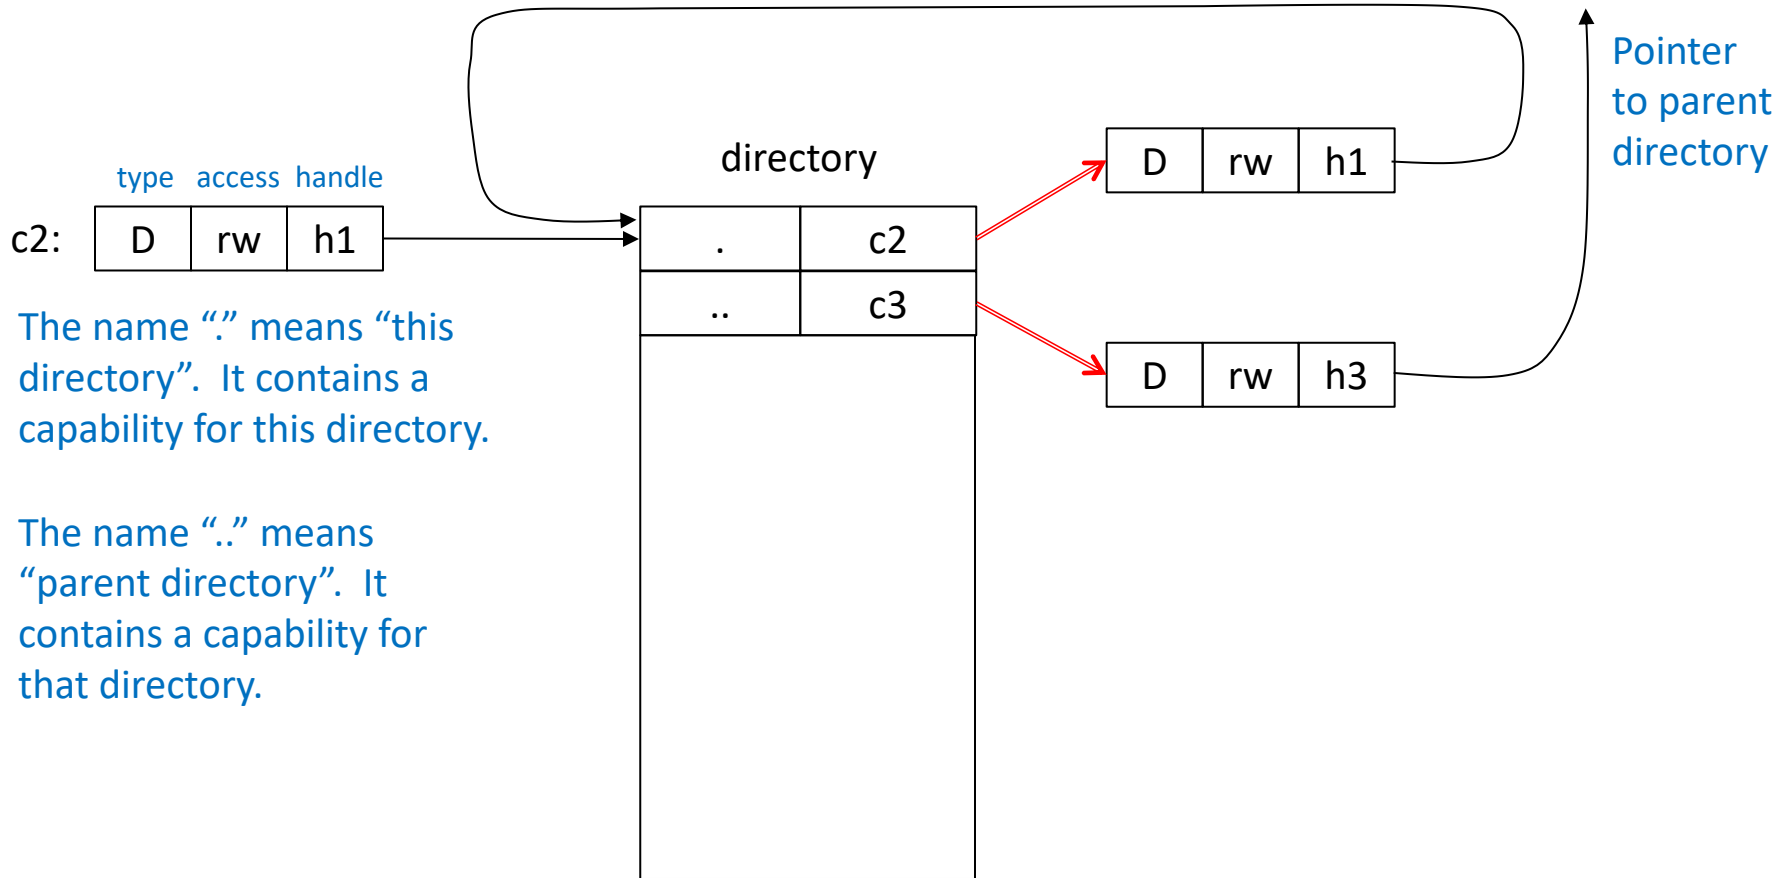 Pointer
to parent
directory
directory
D rw h1
type access handle
c2: D rw h1
. c2
.. c3
D rw h3
The name “.” means “this
directory”. It contains a
capability for this directory.
The name “..” means
“parent directory”. It
contains a capability for
that directory.